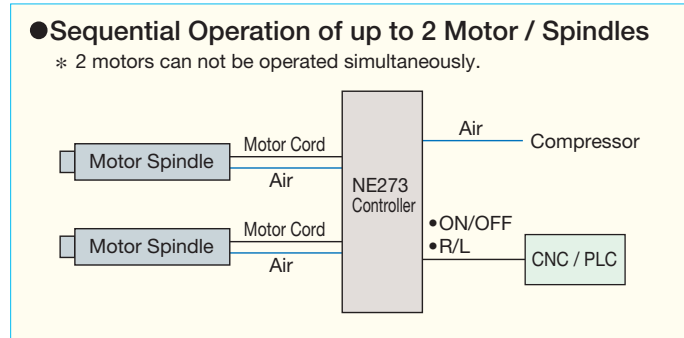 ●Sequential Operation of up to 2 Motor / Spindles
* 2 motors can not be operated simultaneously.
Motor Spindle
Motor Cord
Air
Motor Spindle
Motor Cord
Air
NE273
Controller
Air
Compressor
•ON/OFF
•R/L
CNC / PLC